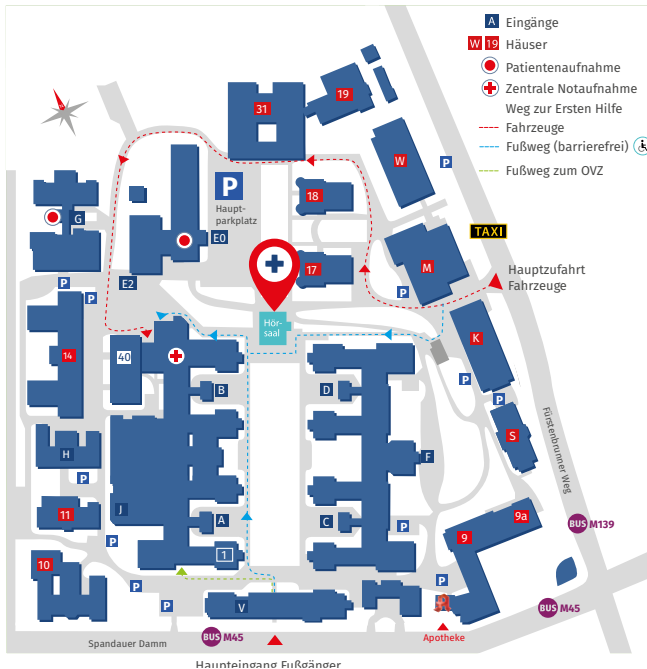 A Eingänge
W 19 Häuser
Patientenaufnahme
Zentrale Notaufnahme
Weg zur Ersten Hilfe
Fahrzeuge
Fußweg (barrierefrei)
Fußweg zum OVZ
31
19
W
P
18
P
Haupt-
parkplatz
G
E0
TAXI
17
M
Hauptzufahrt
Fahrzeuge
E2
P
P
P
Hör-
saal
K
14
40
P
B
D
P
S
H
F
Fürstenbrunner Weg
P
11
J
A
C
P
9a
BUS M139
P
1
9
10
P
P
P
V
BUS M45
Apotheke
Spandauer Damm
BUS M45
Haupteingang Fußgänger